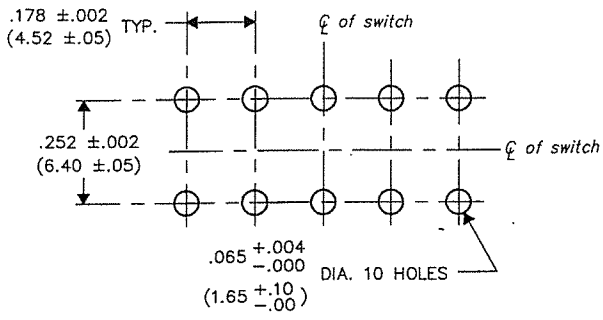 .178 ±.002
(4.52 ±.05) TYP.
℄ of switch
.252 ±.002
(6.40 ±.05)
℄ of switch
.065 +.004
-.000 DIA. 10 HOLES
(1.65 +.10
-.00)